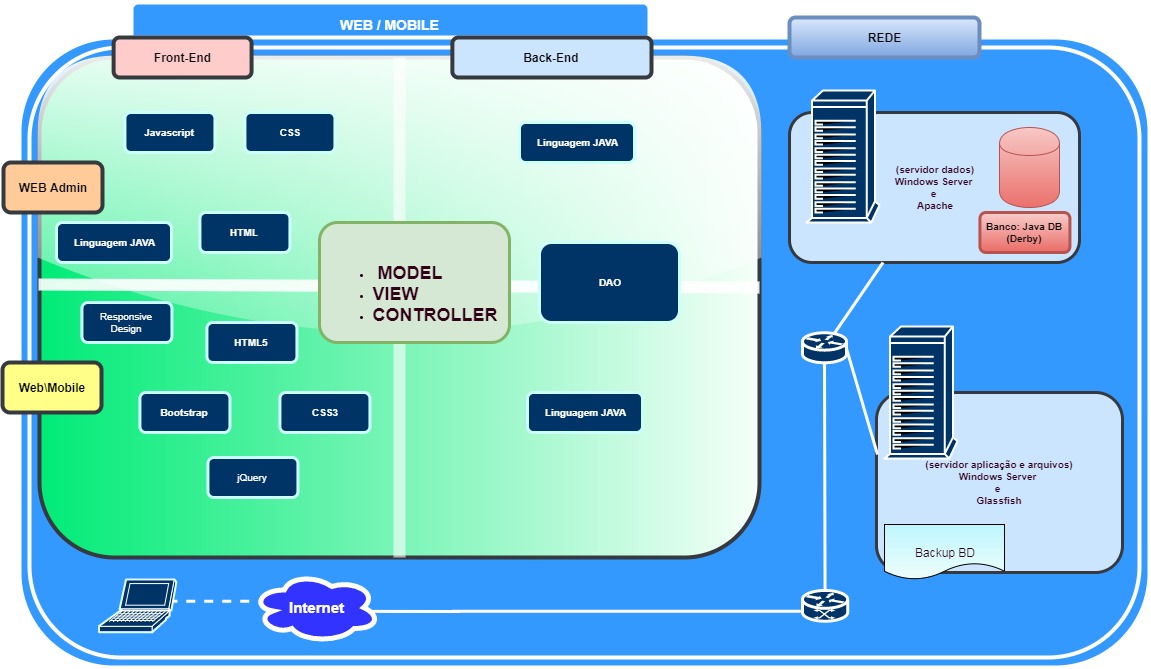 WEB / MOBILE
Front-End
Back-End
REDE
Javascript
CSS
Linguagem JAVA
WEB Admin
Linguagem JAVA
HTML
MODEL
VIEW
CONTROLLER
DAO
Responsive
Design
HTML5
Web\Mobile
Bootstrap
CSS3
Linguagem JAVA
jQuery
(servidor dados)
Windows Server
e
Apache
Banco: Java DB
(Derby)
(servidor aplicação e arquivos)
Windows Server
e
Glassfish
Backup BD
Internet